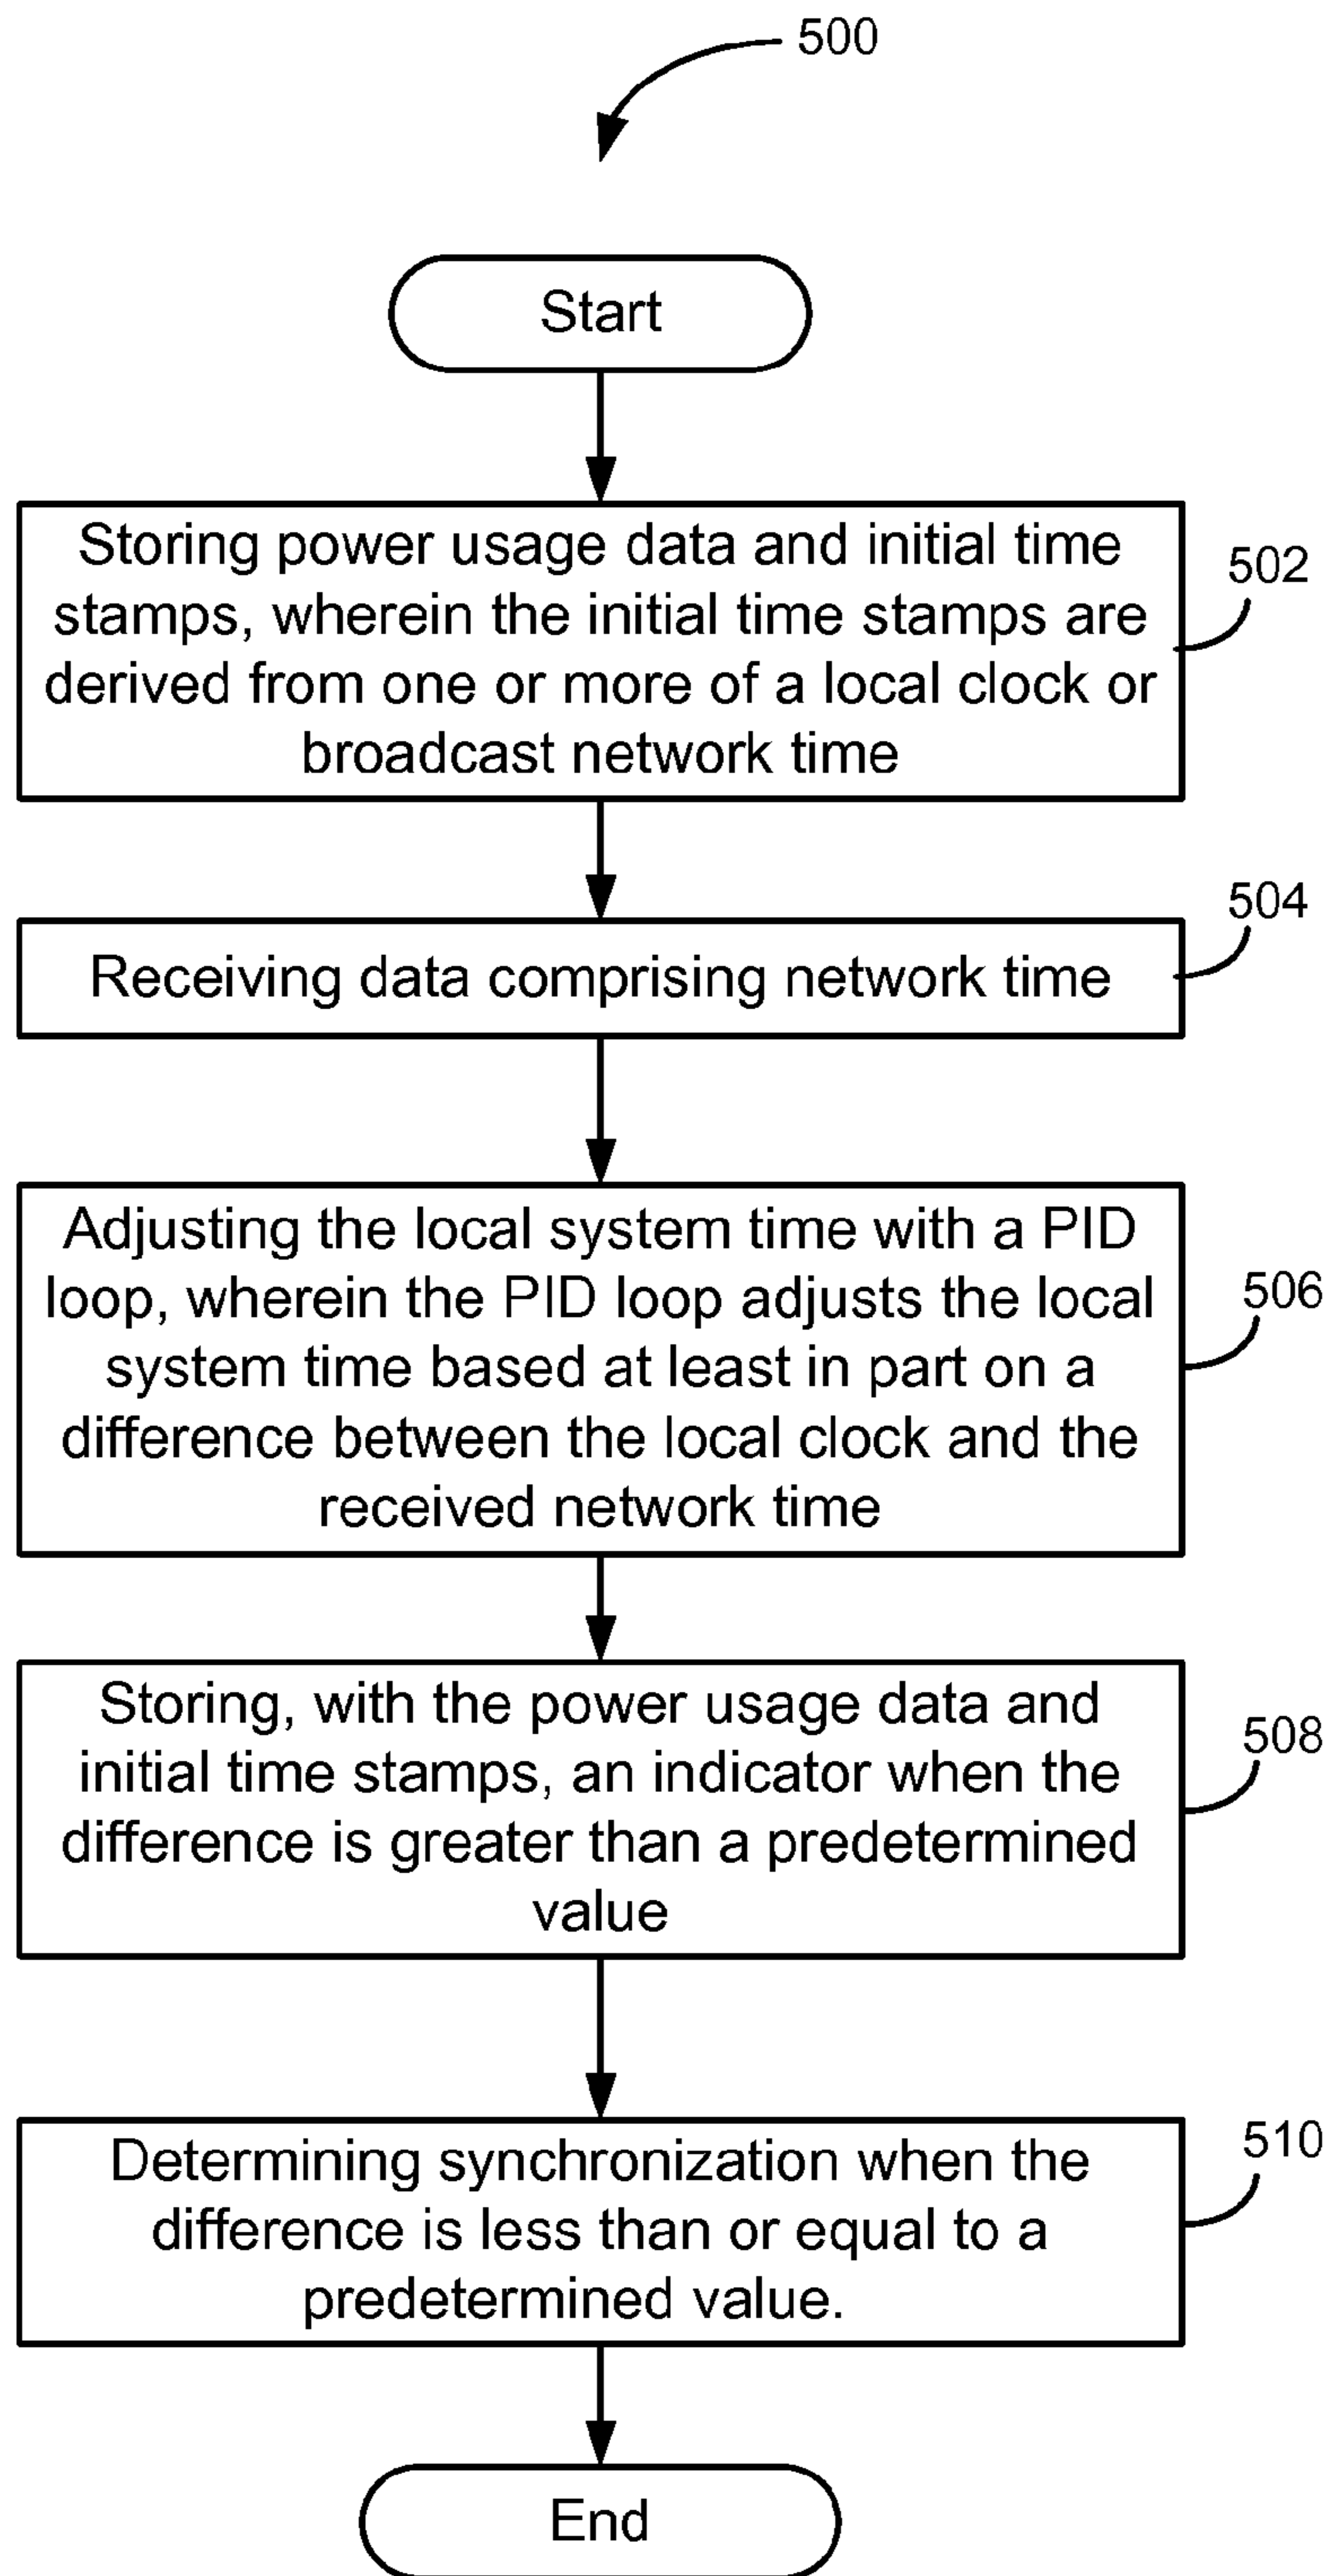 500
Start
Storing power usage data and initial time
stamps, wherein the initial time stamps are
derived from one or more of a local clock or
broadcast network time
502
504
Receiving data comprising network time
Adjusting the local system time with a PID
loop, wherein the PID loop adjusts the local
system time based at least in part on a
difference between the local clock and the
received network time
506
Storing, with the power usage data and
initial time stamps, an indicator when the
difference is greater than a predetermined
value
508
Determining synchronization when the
difference is less than or equal to a
predetermined value.
510
End